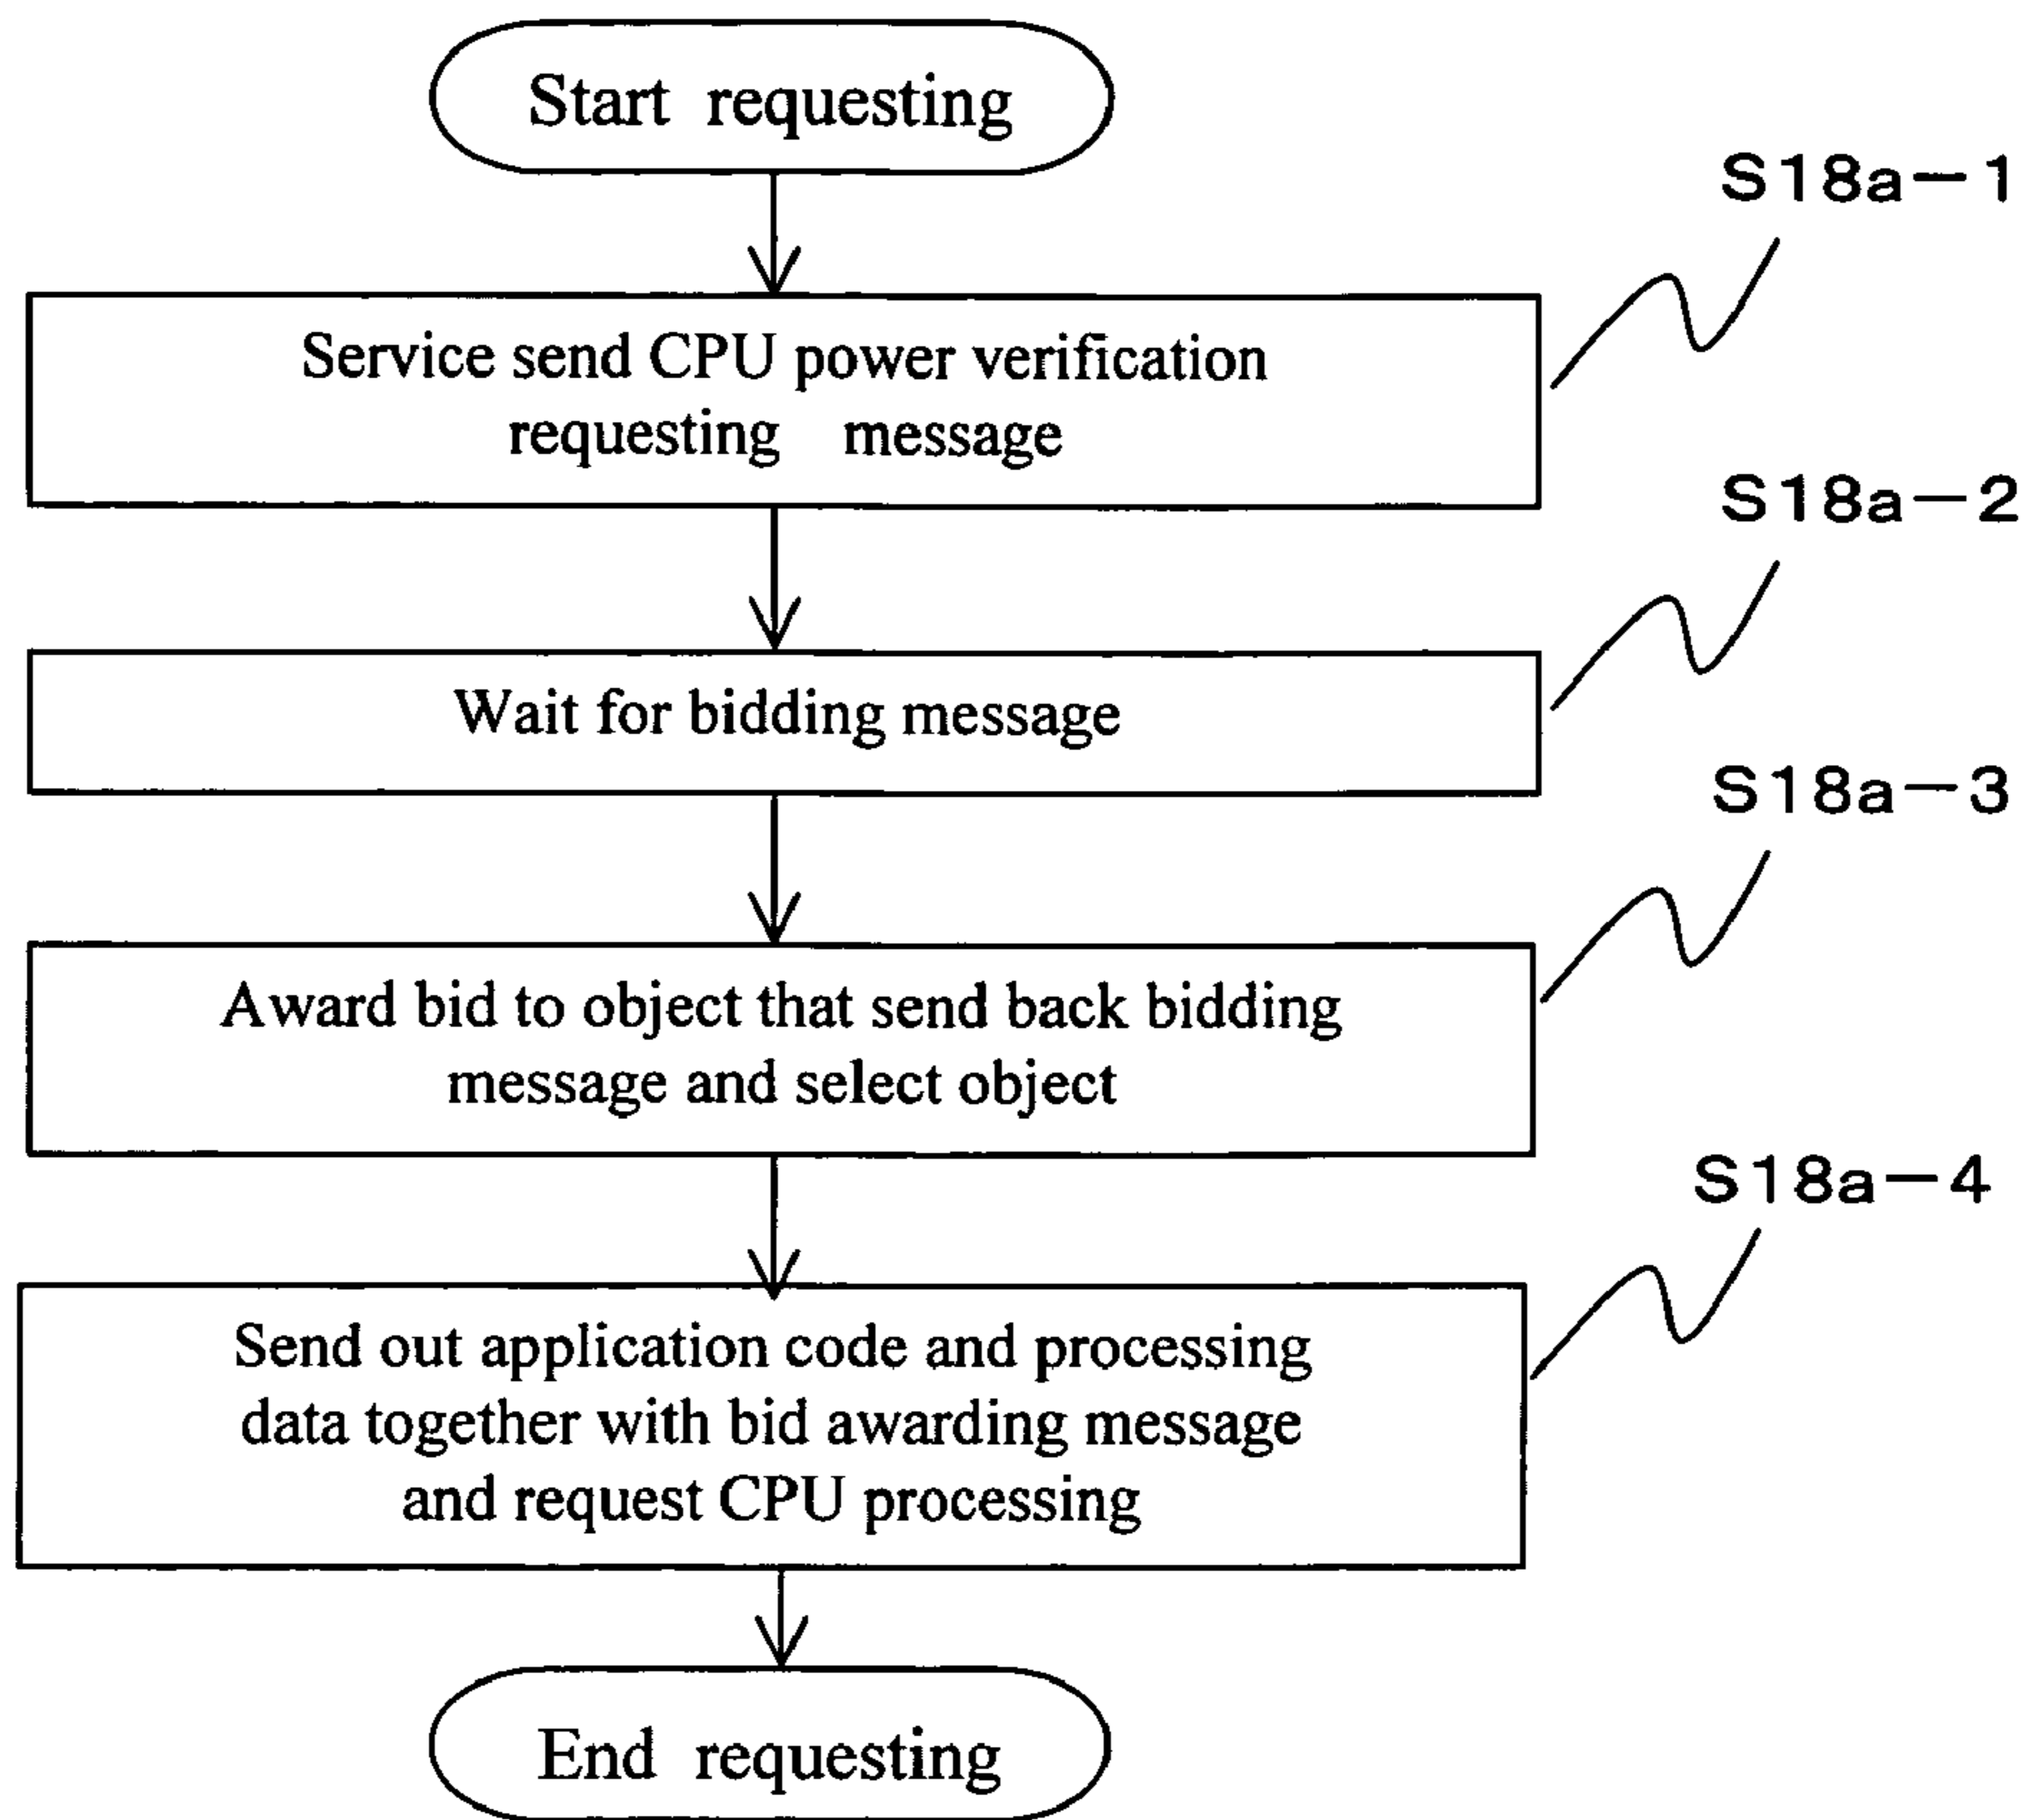 Start requesting
S18a-1
Service send CPU power verification
requesting message
S18a-2
Wait for bidding message
S18a-3
Award bid to object that send back bidding
message and select object
S18a-4
Send out application code and processing
data together with bid awarding message
and request CPU processing
End requesting